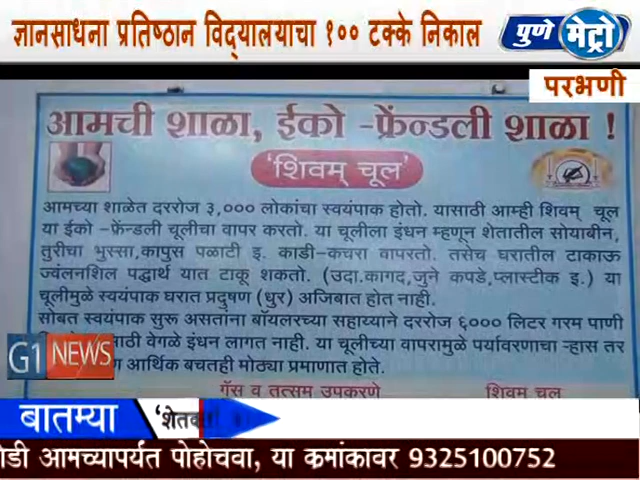 ज्ञानसाधना प्रतिष्ठान विद्यालयाचा १०० टक्के निकाल
पुणे मेट्रो
परभणी
आमची शाळा, ईको -फ्रेंन्डली शाळा !
'शिवम् चूल'
आमच्या शाळेत दररोज ३,००० लोकांचा स्वयंपाक होतो. यासाठी आम्ही शिवम् चूल
या ईको -फ्रेंन्डली चूलीचा वापर करतो. या चूलीला इंधन म्हणून शेतातील सोयाबीन,
तुरीचा भुस्सा,कापुस पळाटी इ. काडी-कचरा वापरतो. तसेच घरातील टाकाऊ
ज्वलनशिल पद्धार्थ यात टाकू शकतो. (उदा.कागद,जुने कपडे,प्लास्टीक इ.) या
चूलीमुळे स्वयंपाक घरात प्रदुषण (धुर) अजिबात होत नाही.
सोबत स्वयंपाक सुरू असतांना बॉयलरच्या सहाय्याने दररोज ६००० लिटर गरम पाणी
साठी वेगळे इंधन लागत नाही. या चूलीच्या वापरामुळे पर्यावरणाचा ऱ्हास तर
आर्थिक बचतही मोठ्या प्रमाणात होते.
गॅस व तत्सम उपकरणे शिवम् चूल
G1 NEWS
बातम्या 'शेतक
आमच्यापर्यंत पोहोचवा, या क्रमांकावर 9325100752